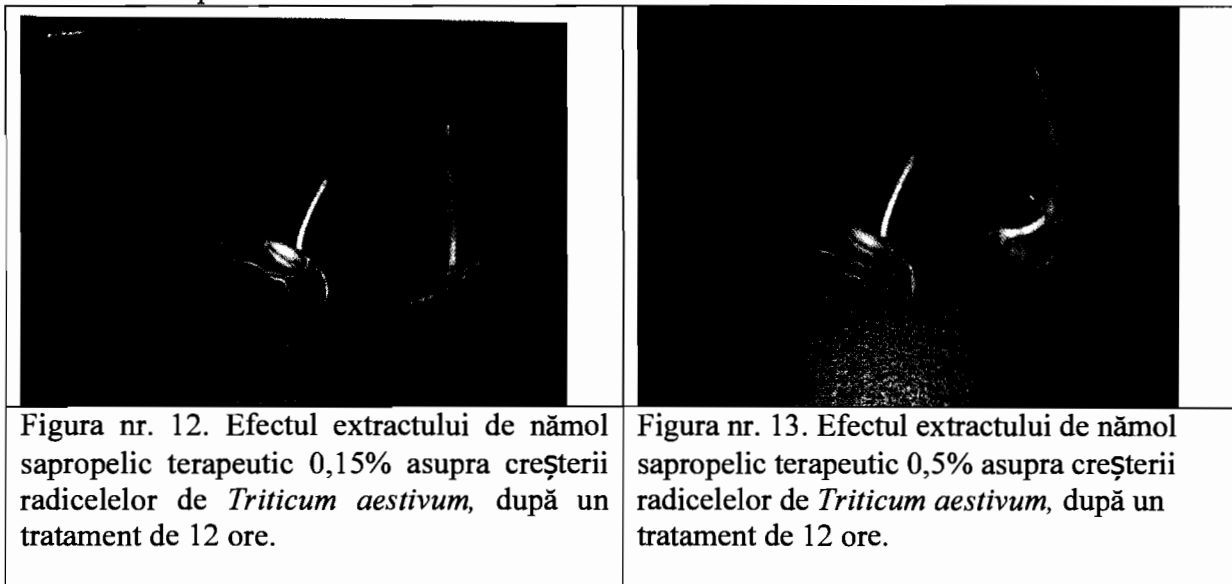 Figura nr. 12. Efectul extractului de nămol
sapropelic terapeutic 0,15% asupra creşterii
radicelelor de Triticum aestivum, după un
tratament de 12 ore.
Figura nr. 13. Efectul extractului de nămol
sapropelic terapeutic 0,5% asupra creşterii
radicelelor de Triticum aestivum, după un
tratament de 12 ore.